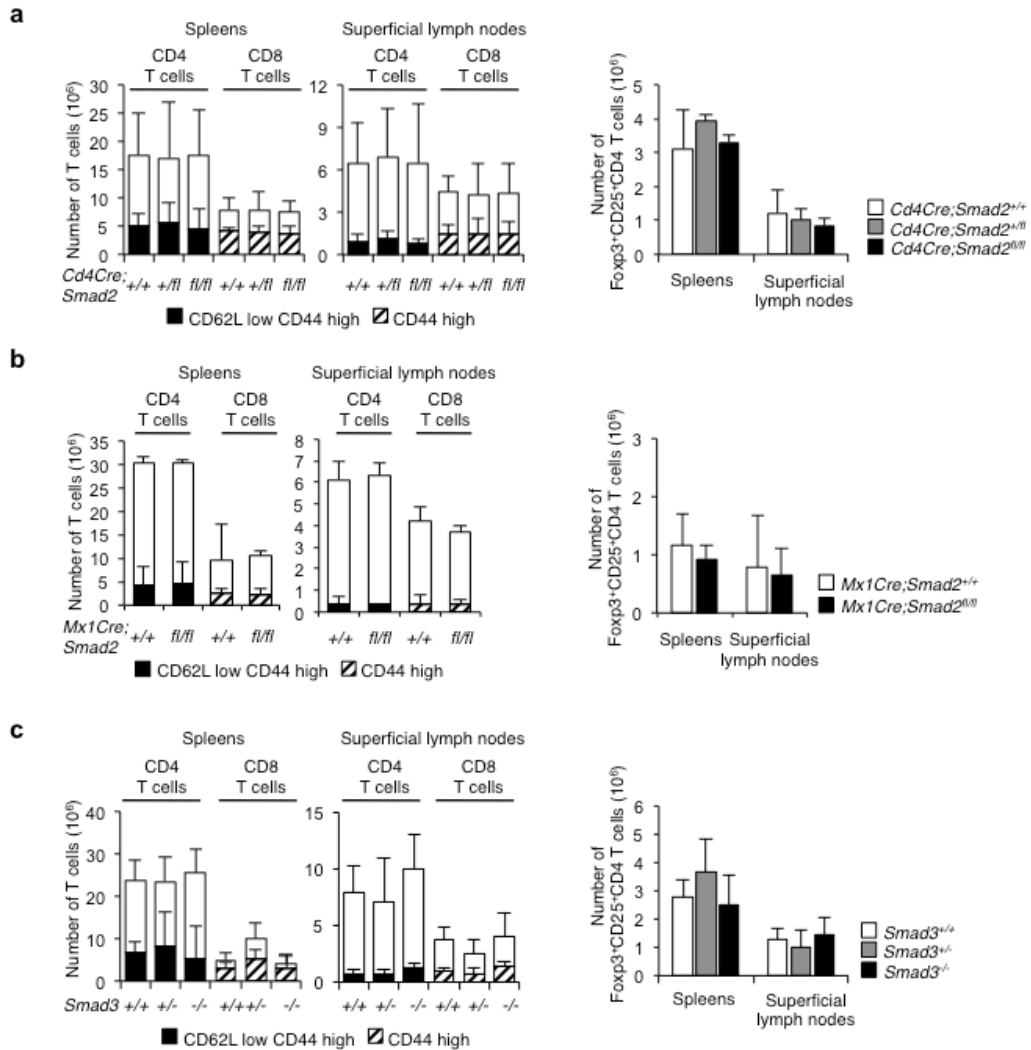 a
Spleens
Superficial lymph nodes
CD4
T cells
CD8
T cells
CD4
T cells
CD8
T cells
Number of T cells (10⁶)
30
25
20
15
10
5
0
12
9
6
3
0
Cd4Cre;
Smad2
+/+ +/fl fl/fl +/+ +/fl fl/fl
+/+ +/fl fl/fl +/+ +/fl fl/fl
CD62L low CD44 high
CD44 high
Number of
Foxp3⁺CD25⁺CD4 T cells (10⁶)
5
4
3
2
1
0
Spleens
Superficial
lymph nodes
Cd4Cre;Smad2+/+
Cd4Cre;Smad2+/fl
Cd4Cre;Smad2fl/fl
b
Spleens
Superficial lymph nodes
CD4
T cells
CD8
T cells
CD4
T cells
CD8
T cells
Number of T cells (10⁶)
35
30
25
20
15
10
5
0
8
7
6
5
4
3
2
1
0
Mx1Cre;
Smad2
+/+ fl/fl +/+ fl/fl
+/+ fl/fl +/+ fl/fl
CD62L low CD44 high
CD44 high
Number of
Foxp3⁺CD25⁺CD4 T cells (10⁶)
3
2
1
0
Spleens
Superficial
lymph nodes
Mx1Cre;Smad2+/+
Mx1Cre;Smad2fl/fl
c
Spleens
Superficial lymph nodes
CD4
T cells
CD8
T cells
CD4
T cells
CD8
T cells
Number of T cells (10⁶)
40
30
20
10
0
15
10
5
0
Smad3 +/+ +/- -/- +/+ +/- -/-
+/+ +/- -/- +/+ +/- -/-
CD62L low CD44 high
CD44 high
Number of
Foxp3⁺CD25⁺CD4 T cells (10⁶)
6
5
4
3
2
1
0
Spleens
Superficial
lymph nodes
Smad3+/+
Smad3+/-
Smad3-/-